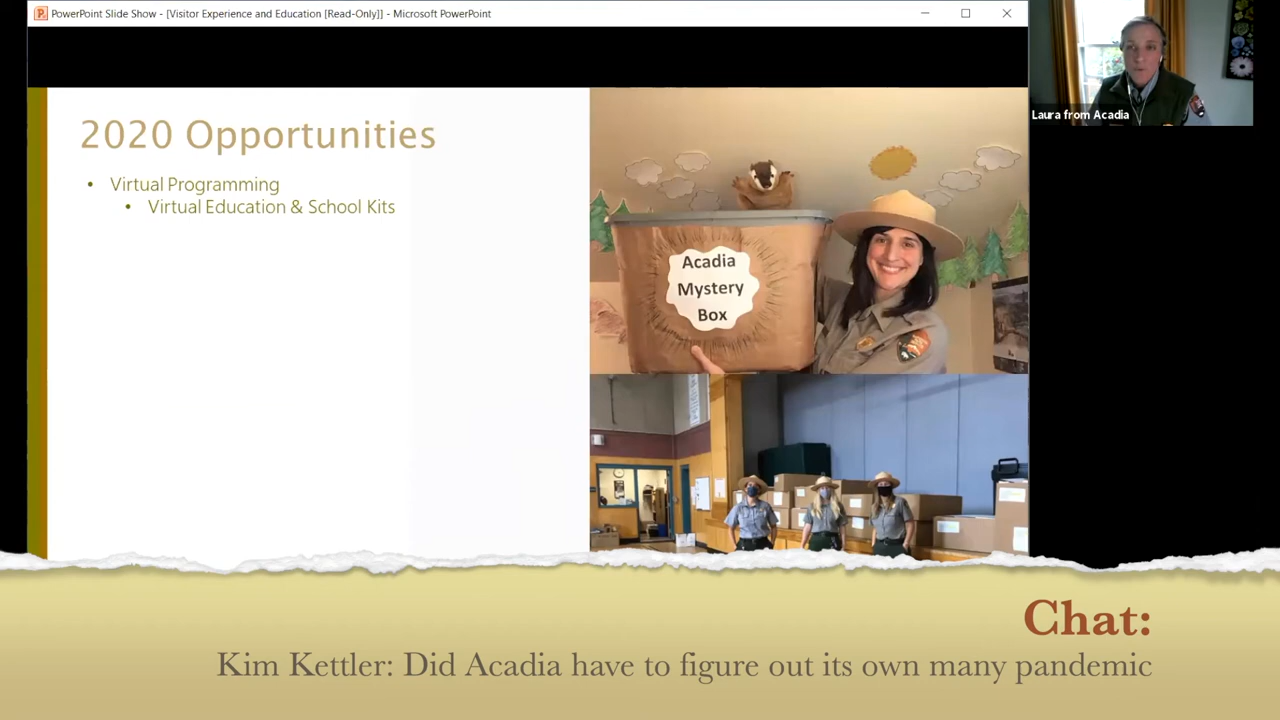 PowerPoint Slide Show - [Visitor Experience and Education [Read-Only]] - Microsoft PowerPoint
Laura from Acadia
2020 Opportunities
• Virtual Programming
• Virtual Education & School Kits
Acadia
Mystery
Box
Chat:
Kim Kettler: Did Acadia have to figure out its own many pandemic